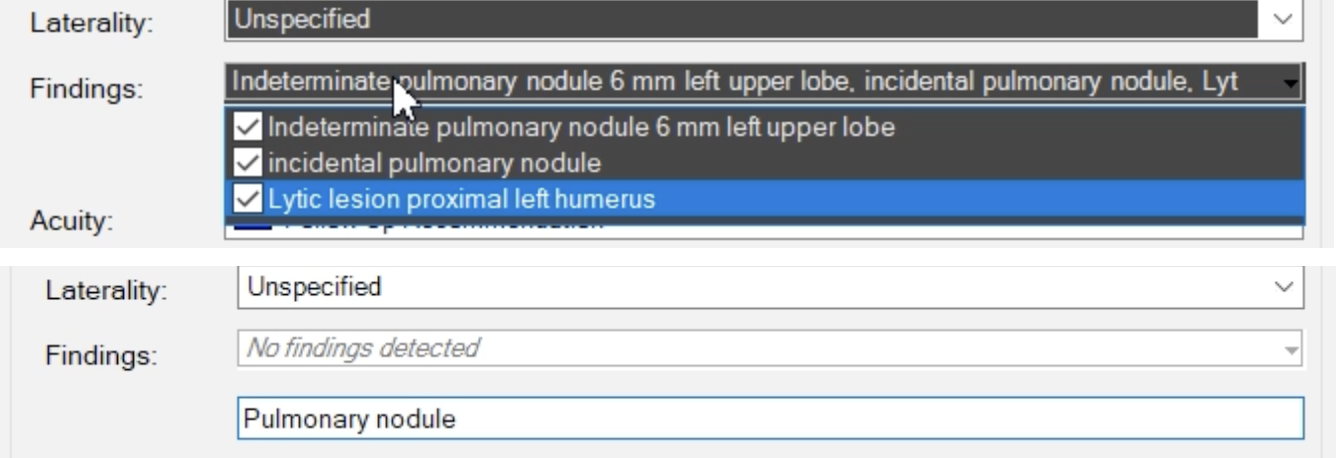 Laterality: Unspecified
Findings: Indeterminate pulmonary nodule 6 mm left upper lobe, incidental pulmonary nodule, Lyt
Indeterminate pulmonary nodule 6 mm left upper lobe
incidental pulmonary nodule
Lytic lesion proximal left humerus
Acuity:
Laterality: Unspecified
Findings: No findings detected
Pulmonary nodule